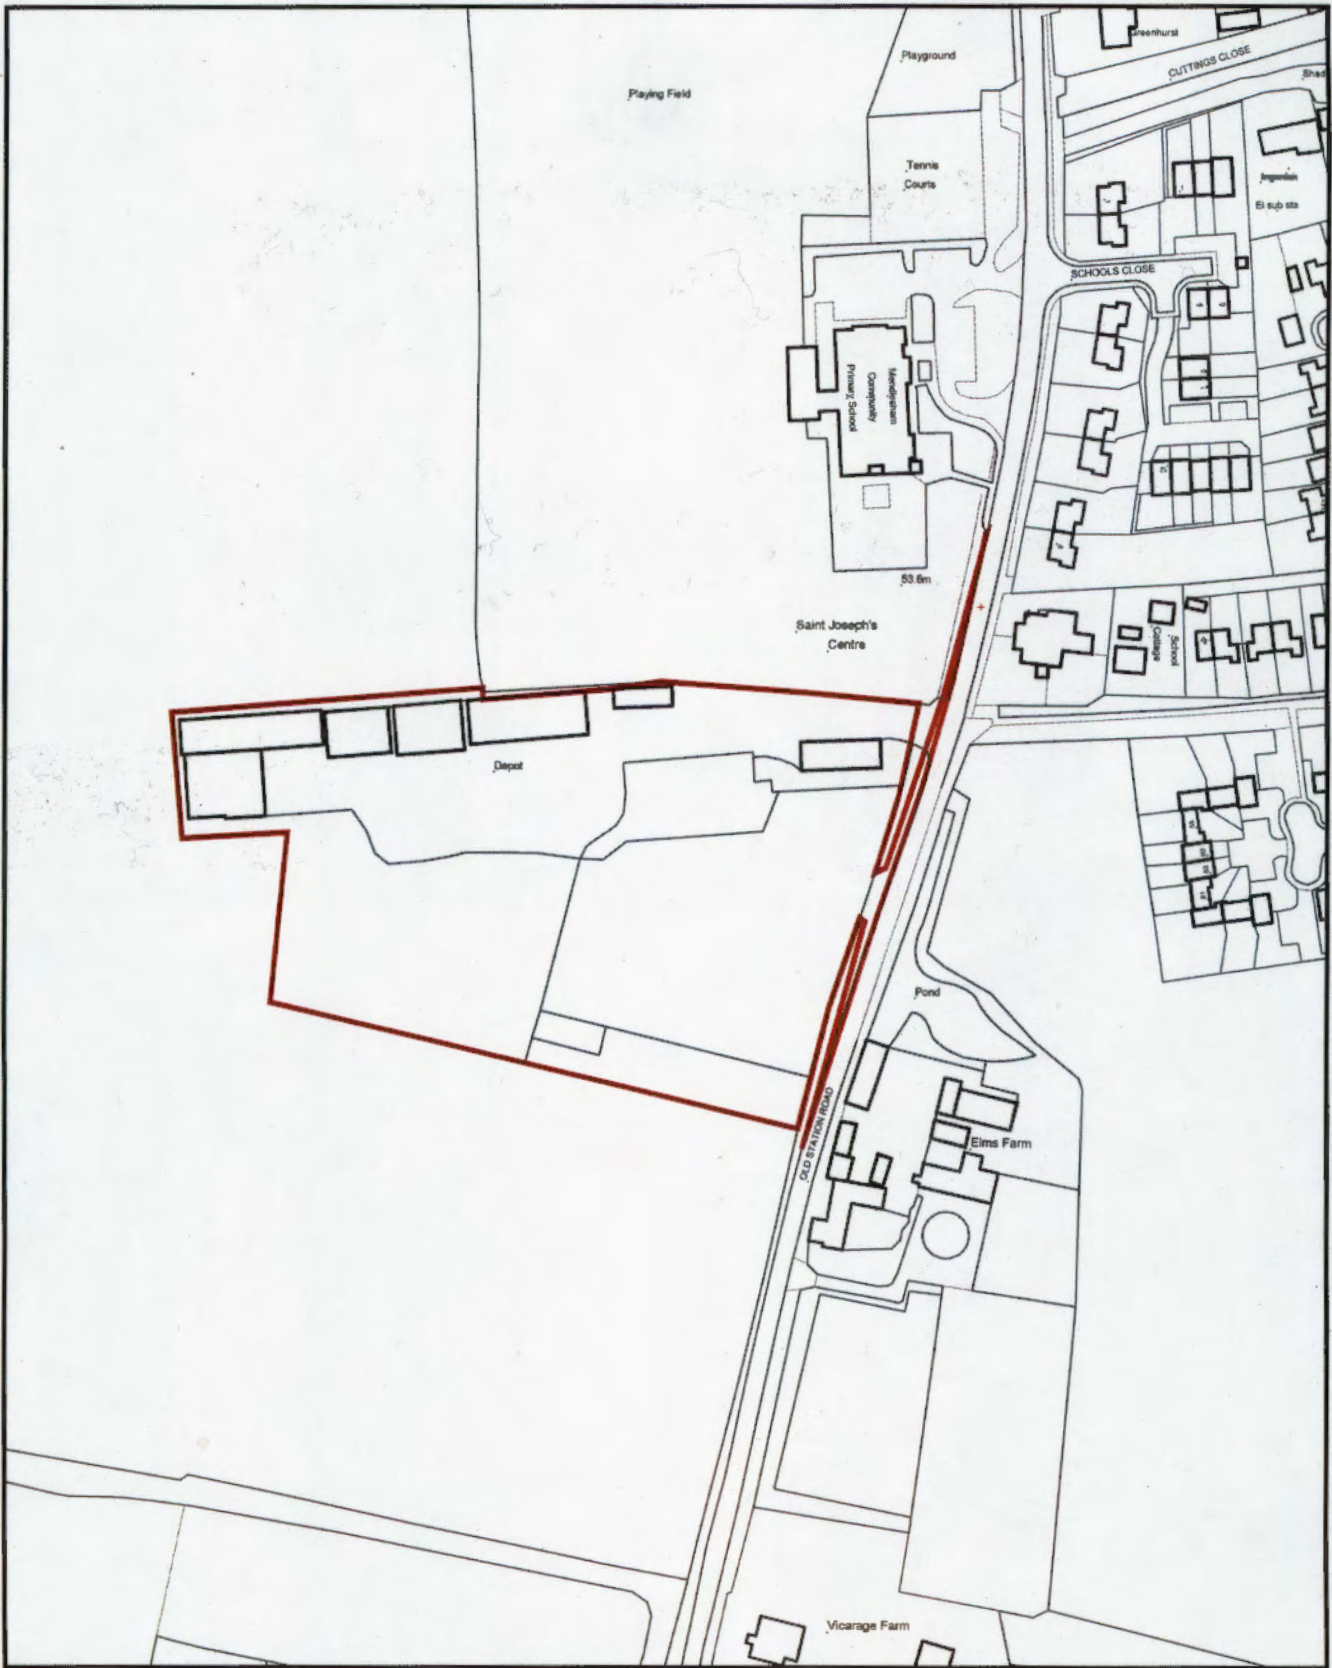 Greenhurst
CUTTINGS CLOSE
Playground
Shad
Playing Field
Tennis
Courts
El sub sta
SCHOOLS CLOSE
Mendlesham
Community
Primary School
53.6m
Saint Joseph's
Centre
School
Cottage
Depot
Pond
OLD STATION ROAD
Elms Farm
Vicarage Farm